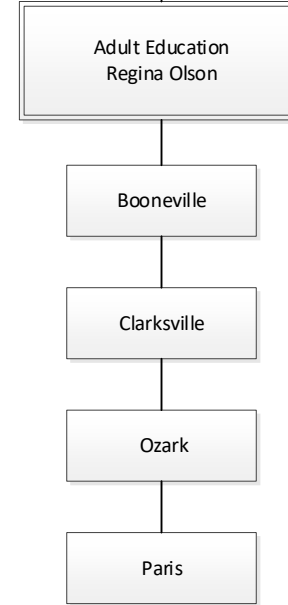 Adult Education
Regina Olson
Booneville
Clarksville
Ozark
Paris